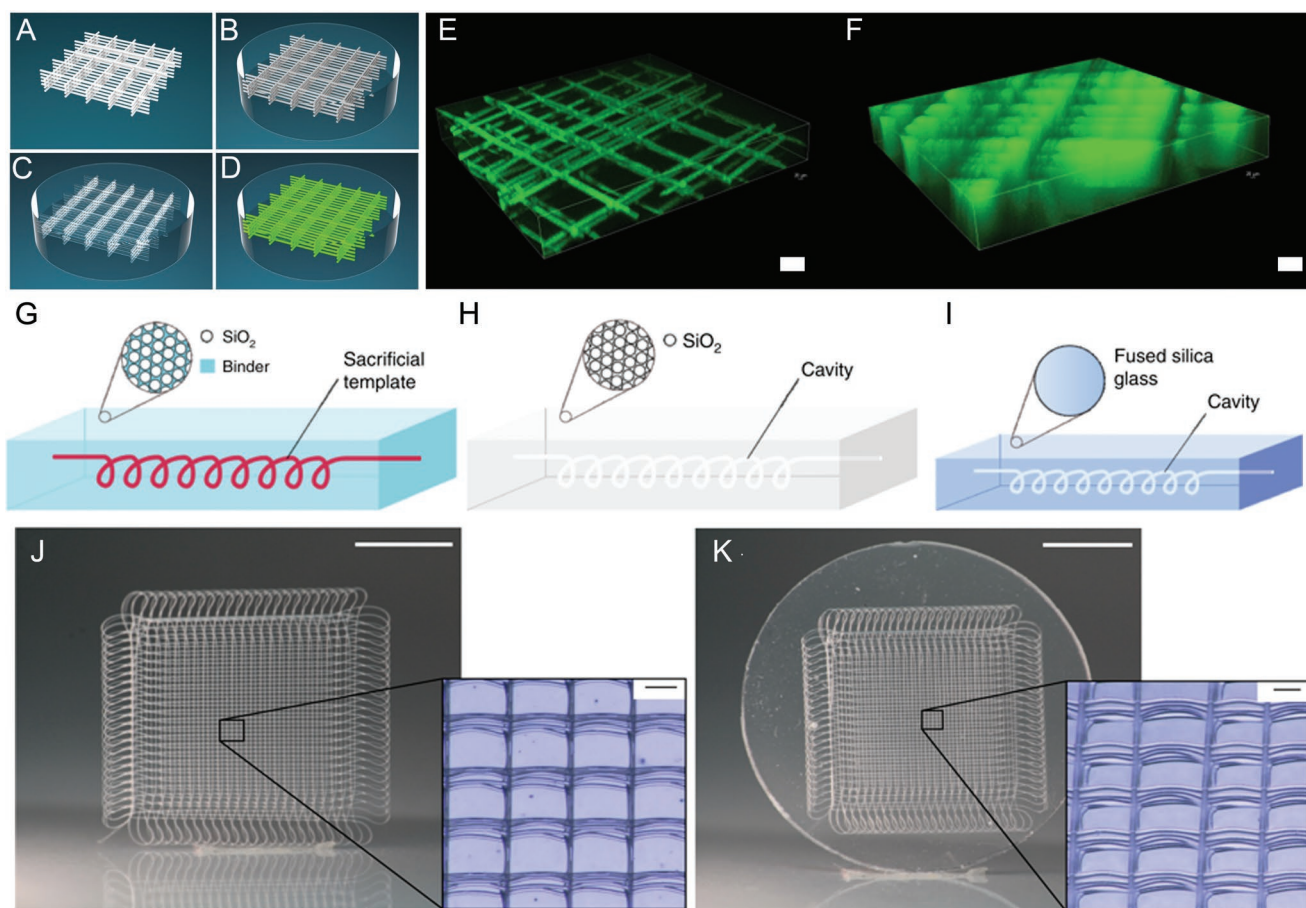 A
B
C
D
E
F
G
SiO₂
Binder
Sacrificial
template
H
SiO₂
Cavity
I
Fused silica
glass
Cavity
J
K